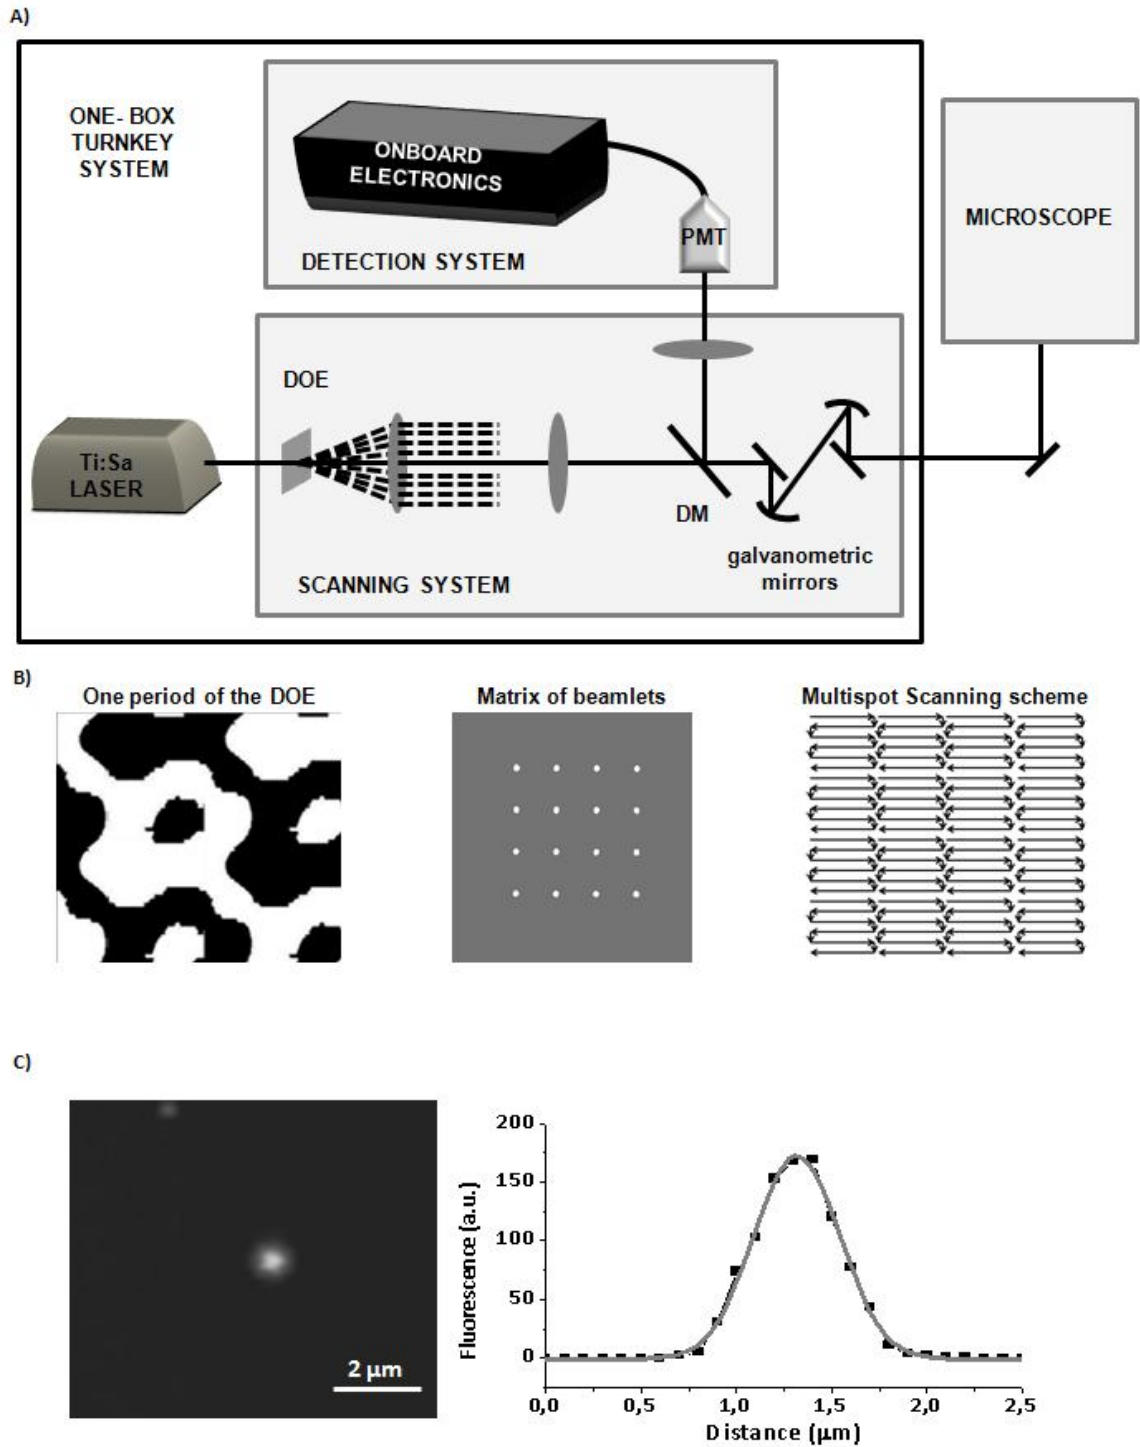 A)
ONE- BOX
TURNKEY
SYSTEM
ONBOARD
ELECTRONICS
PMT
DETECTION SYSTEM
MICROSCOPE
DOE
Ti:Sa
LASER
DM
galvanometric
mirrors
SCANNING SYSTEM
B)
One period of the DOE
Matrix of beamlets
Multispot Scanning scheme
C)
2 μm
Fluorescence (a.u.)
200
150
100
50
0
0,0
0,5
1,0
1,5
2,0
2,5
Distance (μm)